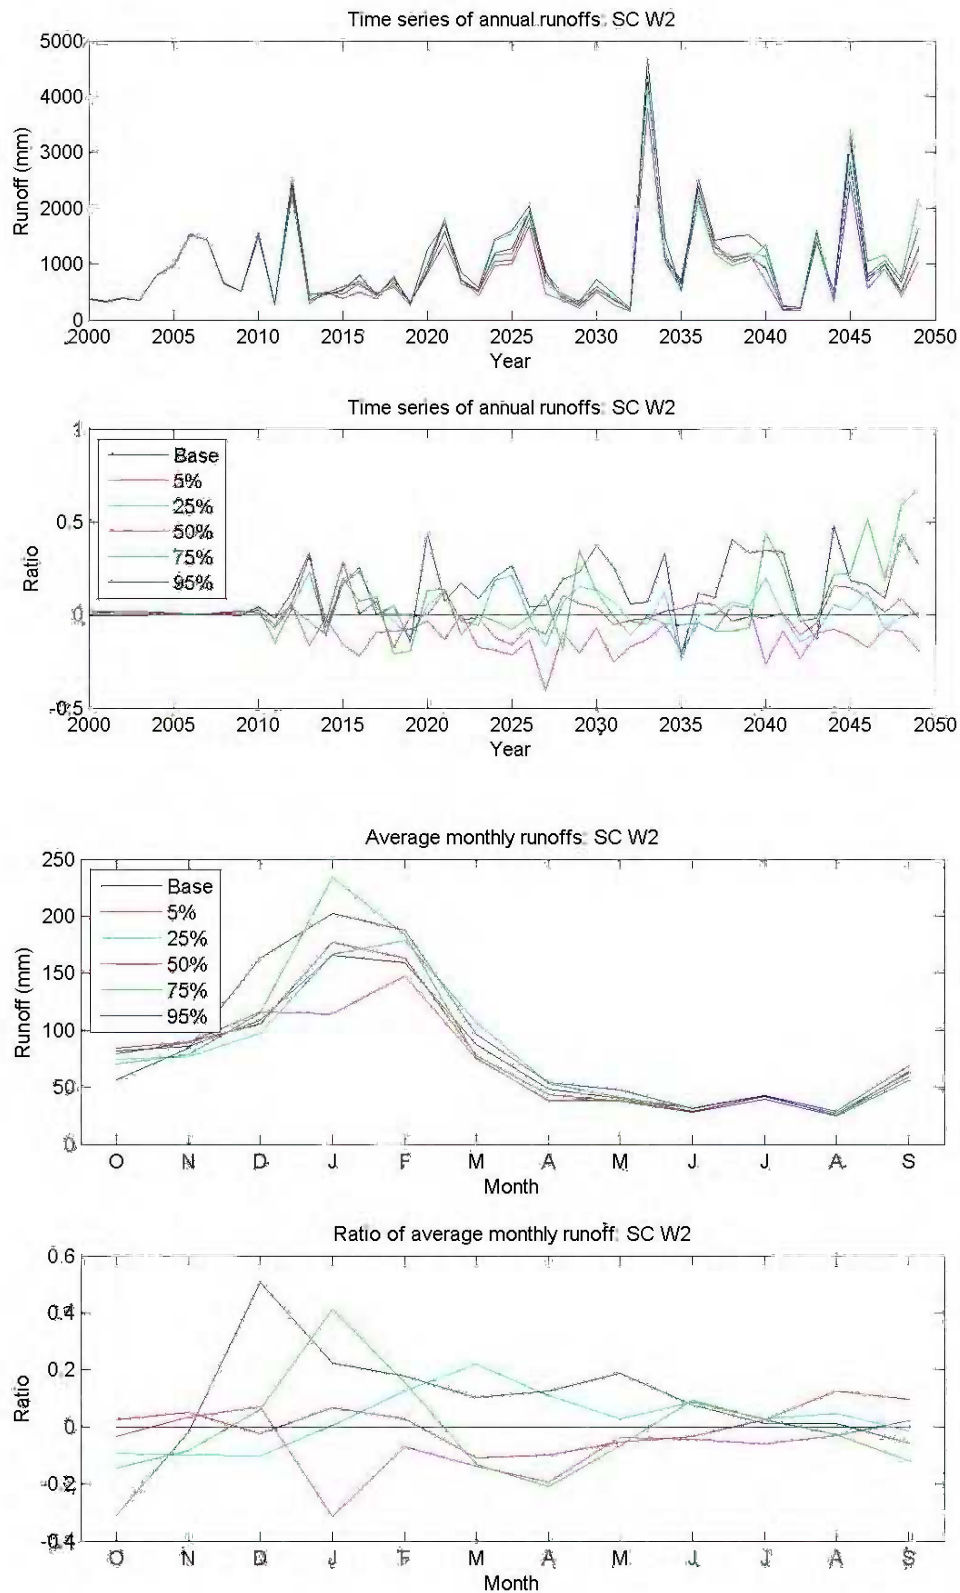 Time series of annual runoffs: SC W2
5000
4000
3000
2000
1000
0
Runoff (mm)
2000 2005 2010 2015 2020 2025 2030 2035 2040 2045 2050
Year
Time series of annual runoffs: SC W2
1
0.5
0
-0.5
Ratio
Base
5%
25%
50%
75%
95%
2000 2005 2010 2015 2020 2025 2030 2035 2040 2045 2050
Year
Average monthly runoffs: SC W2
250
200
150
100
50
0
Runoff (mm)
Base
5%
25%
50%
75%
95%
O N D J F M A M J J A S
Month
Ratio of average monthly runoff: SC W2
0.6
0.4
0.2
0
-0.2
-0.4
Ratio
O N D J F M A M J J A S
Month